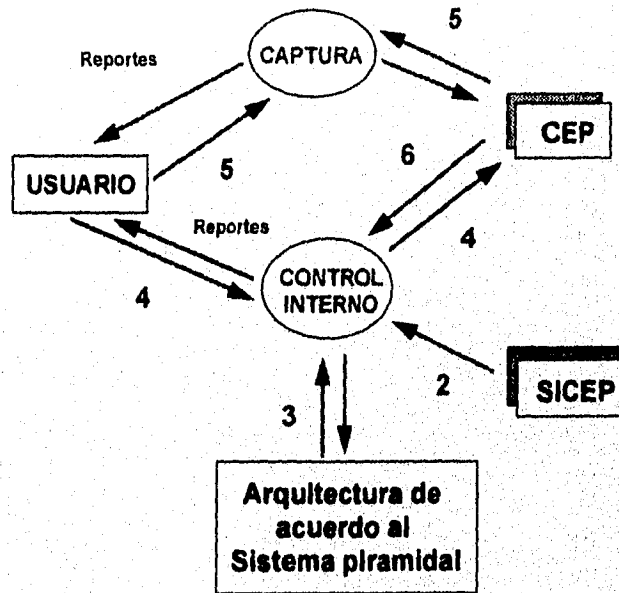 5
Reportes
CAPTURA
CEP
6
USUARIO
5
Reportes
4
4
CONTROL
INTERNO
2
SICEP
3
Arquitectura de
acuerdo al
Sistema piramidal